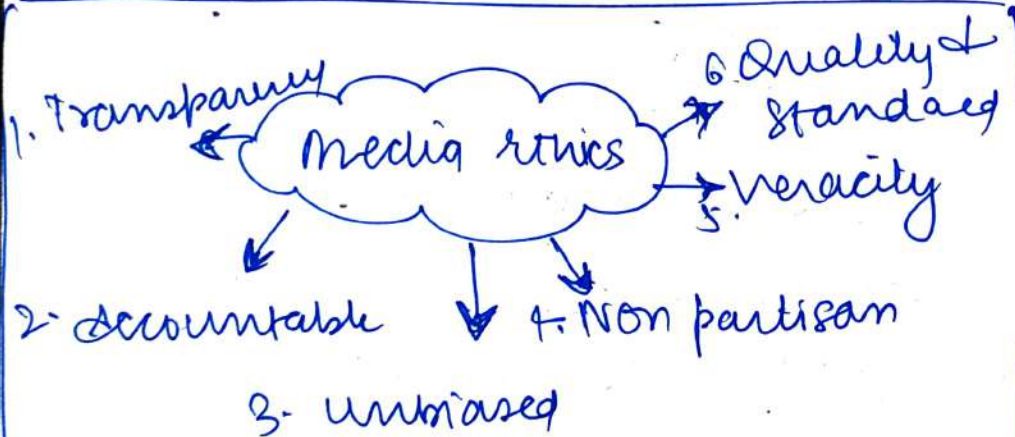 media ethics
1. Transparency
2. Accountable
3. unbiased
4. Non partisan
5. Veracity
6. Quality &
standard